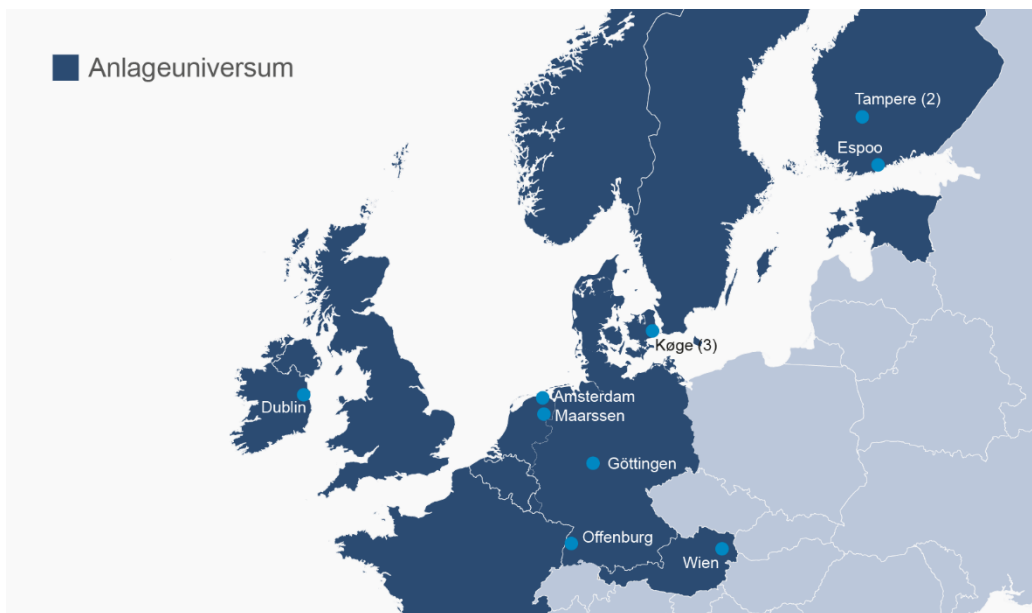 Anlageuniversum
Tampere (2)
Espoo
Køge (3)
Dublin
Amsterdam
Maarssen
Göttingen
Offenburg
Wien